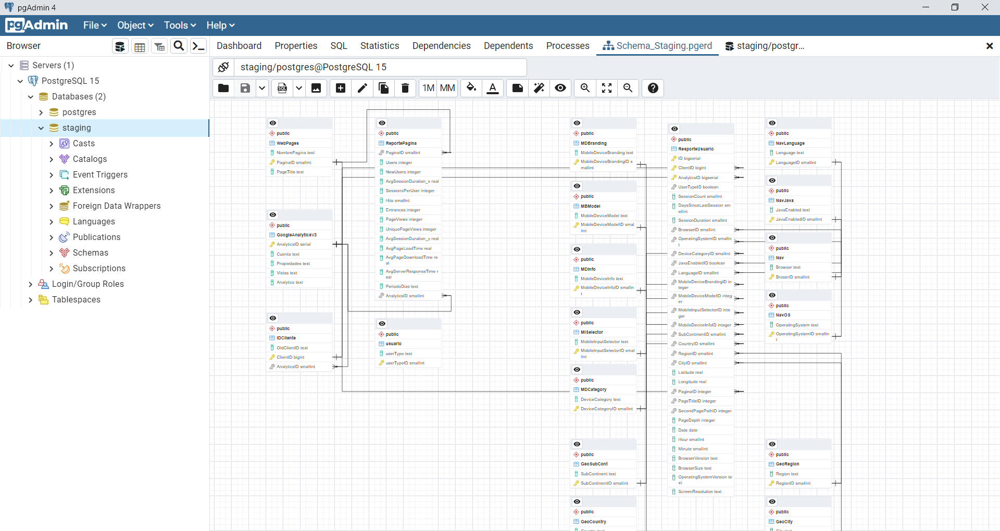 pgAdmin 4
pgAdmin
File
Object
Tools
Help
Browser
Dashboard
Properties
SQL
Statistics
Dependencies
Dependents
Processes
Schema_Staging.pgerd
staging/postgr...
staging/postgres@PostgreSQL 15
SQL
1M
MM
A
Servers (1)
PostgreSQL 15
Databases (2)
postgres
staging
Casts
Catalogs
Event Triggers
Extensions
Foreign Data Wrappers
Languages
Publications
Schemas
Subscriptions
Login/Group Roles
Tablespaces
public
WebPages
NombrePagina text
PaginaID smallint
PageTitle text
public
GoogleAnalyticsV3
AnalyticsID serial
Cuenta text
Propiedades text
Vistas text
Analytics text
public
IDCliente
OldClientID text
ClientID bigint
AnalyticsID smallint
public
ReportePagina
PaginaID smallint
Users integer
NewUsers integer
AvgSessionDuration_x real
SessionsPerUser integer
Hits smallint
Entrances integer
PageViews integer
UniquePageViews integer
AvgSessionDuration_y real
AvgPageLoadTime real
AvgPageDownloadTime re
al
AvgServerResponseTime r
eal
PeriodoDias text
AnalyticsID smallint
public
usuario
userType text
userTypeID smallint
public
MDBranding
MobileDeviceBranding text
MobileDeviceBrandingID s
mallint
public
MBModel
MobileDeviceModel text
MobileDeviceModelID smal
lint
public
MDInfo
MobileDeviceInfo text
MobileDeviceInfoID smallin
t
public
MISelector
MobileInputSelector text
MobileInputSelectorID smal
lint
public
MDCategory
DeviceCategory text
DeviceCategoryID smallint
public
GeoSubCont
SubContinent text
SubContinentID smallint
public
GeoCountry
Country text
public
ResporteUsuario
ID bigserial
ClientID bigint
AnalyticsID bigserial
UserTypeID boolean
SessionCount smallint
DaysSinceLastSession sm
allint
SessionDuration smallint
BrowserID smallint
OperatingSystemID smallin
t
DeviceCategoryID smallint
JavaEnabledID boolean
LanguageID smallint
MobileDeviceBrandingID in
teger
MobileDeviceModelID integ
er
MobileInputSelectorID inte
ger
MobileDeviceInfoID integer
SubContinentID smallint
CountryID smallint
RegionID smallint
CityID smallint
Latitude real
Longitude real
PaginaID integer
PageTitleID integer
SecondPagePathID integer
PageDepth integer
Date date
Hour smallint
Minute smallint
BrowserVersion text
BrowserSize text
OperatingSystemVersion te
xt
ScreenResolution text
public
NavLanguage
Language text
LanguageID smallint
public
NavJava
JavaEnabled text
JavaEnabledID smallint
public
Nav
Browser text
BroserID smallint
public
NavOS
OperatingSystem text
OperatingSystemID smallin
t
public
GeoRegion
Region text
RegionID smallint
public
GeoCity
City text